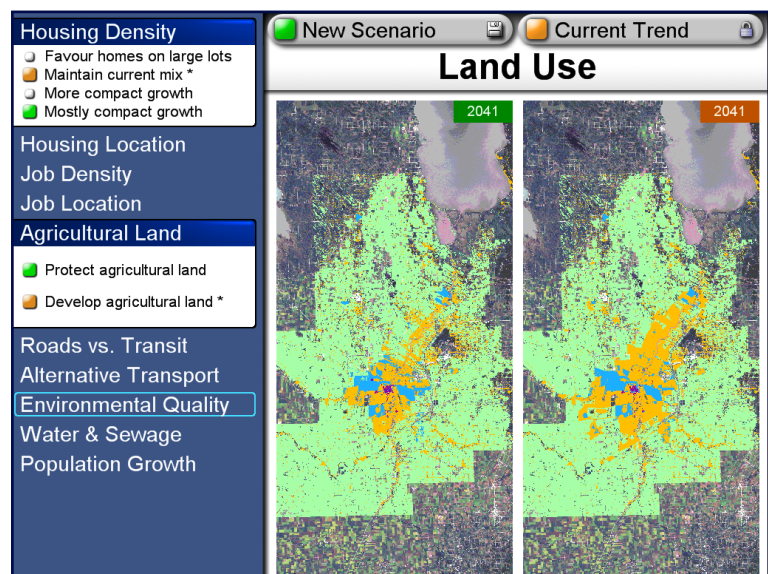 Housing Density
Favour homes on large lots
Maintain current mix *
More compact growth
Mostly compact growth
Housing Location
Job Density
Job Location
Agricultural Land
Protect agricultural land
Develop agricultural land *
Roads vs. Transit
Alternative Transport
Environmental Quality
Water & Sewage
Population Growth
New Scenario
Current Trend
Land Use
2041
2041